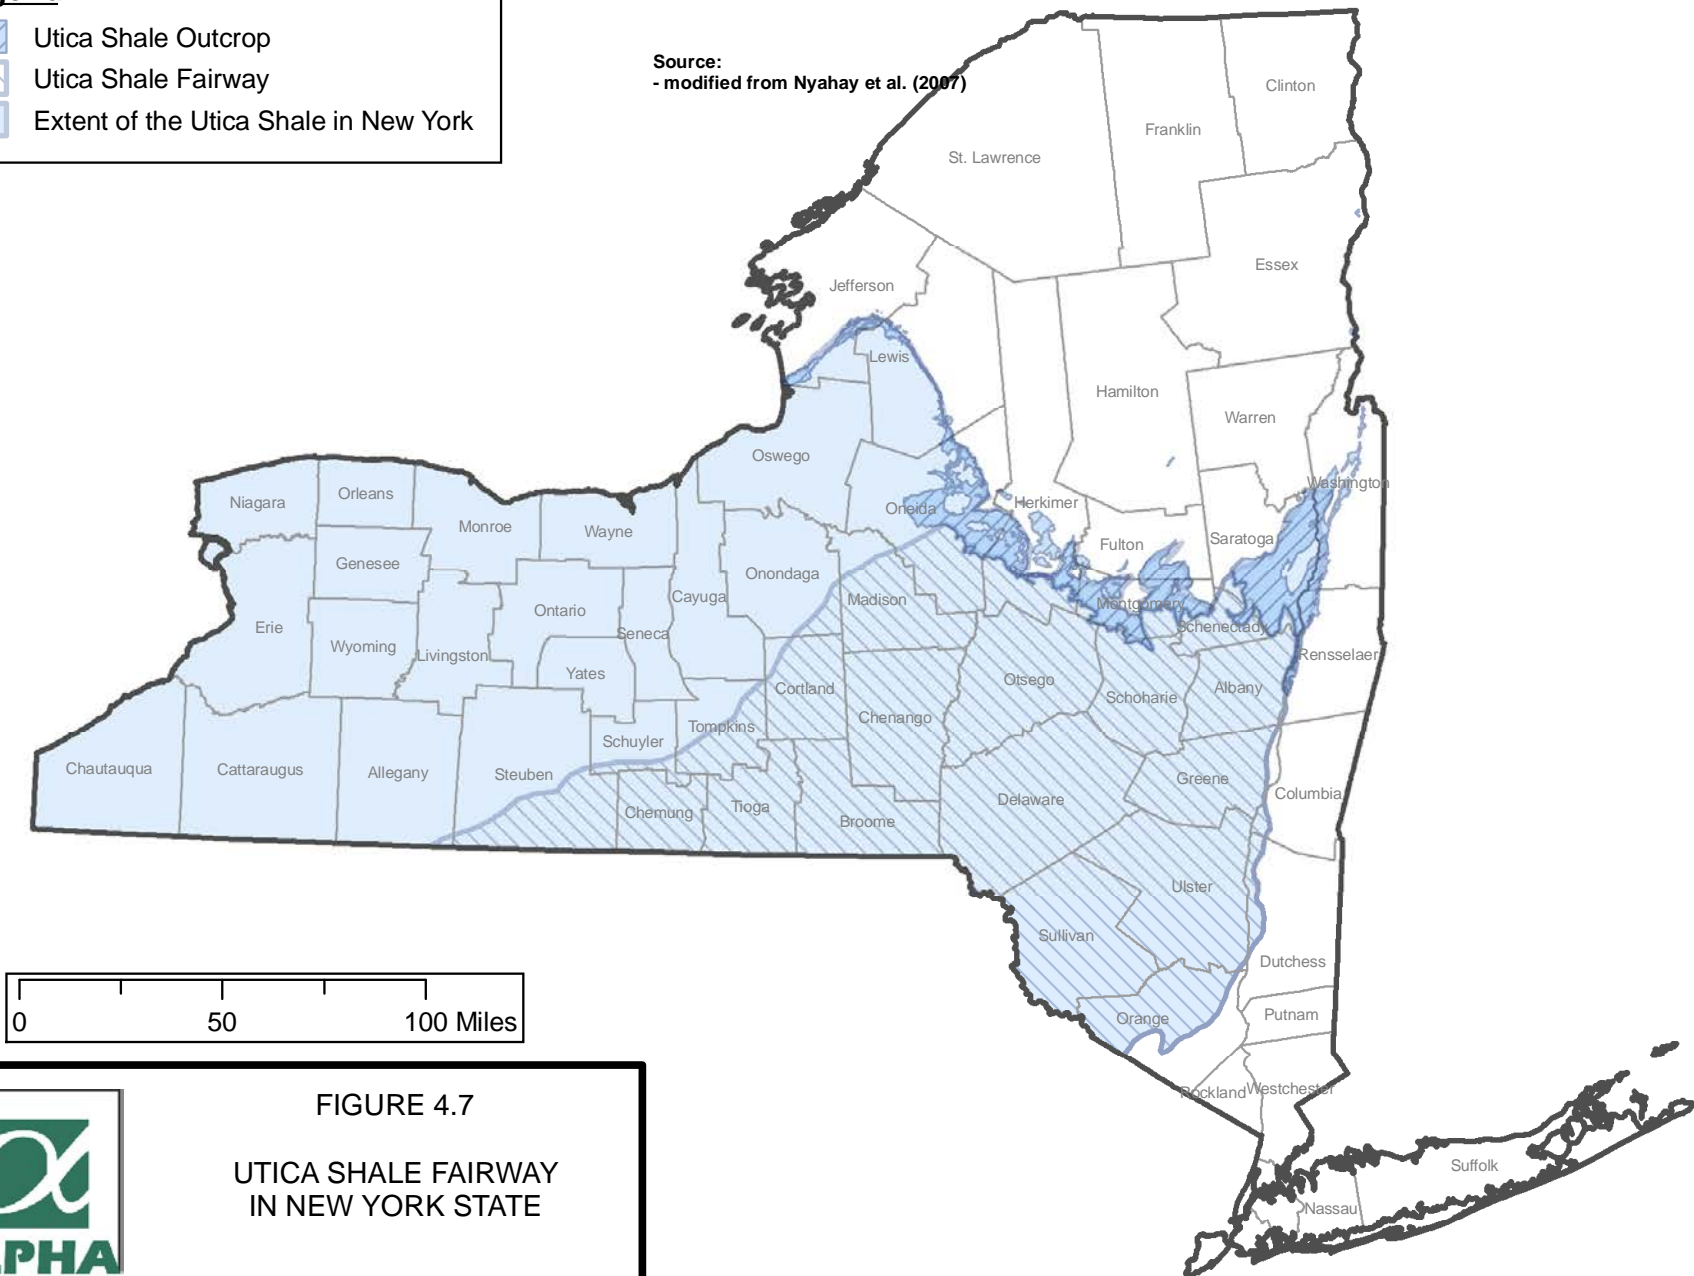 Utica Shale Outcrop
Utica Shale Fairway
Extent of the Utica Shale in New York
Source:
- modified from Nyahay et al. (2007)
Clinton
Franklin
St. Lawrence
Essex
Jefferson
Lewis
Hamilton
Warren
Oswego
Washington
Niagara
Orleans
Oneida
Herkimer
Monroe
Wayne
Saratoga
Fulton
Genesee
Onondaga
Cayuga
Madison
Montgomery
Ontario
Erie
Seneca
Schenectady
Wyoming
Livingston
Rensselaer
Yates
Otsego
Cortland
Albany
Schoharie
Chenango
Tompkins
Schuyler
Chautauqua
Cattaraugus
Allegany
Steuben
Greene
Columbia
Delaware
Tioga
Chemung
Broome
Ulster
Sullivan
Dutchess
Putnam
Orange
0 50 100 Miles
Rockland
Westchester
FIGURE 4.7
UTICA SHALE FAIRWAY
IN NEW YORK STATE
Suffolk
Nassau